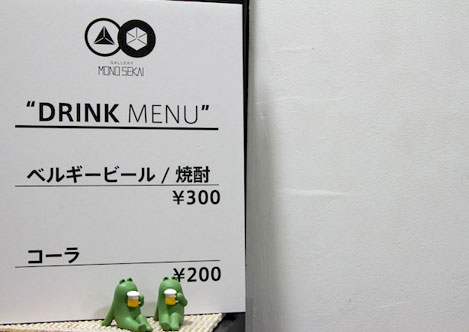 GALLERY
MONO SEKAI
“DRINK MENU”
ベルギービール / 焼酎
¥300
コーラ
¥200